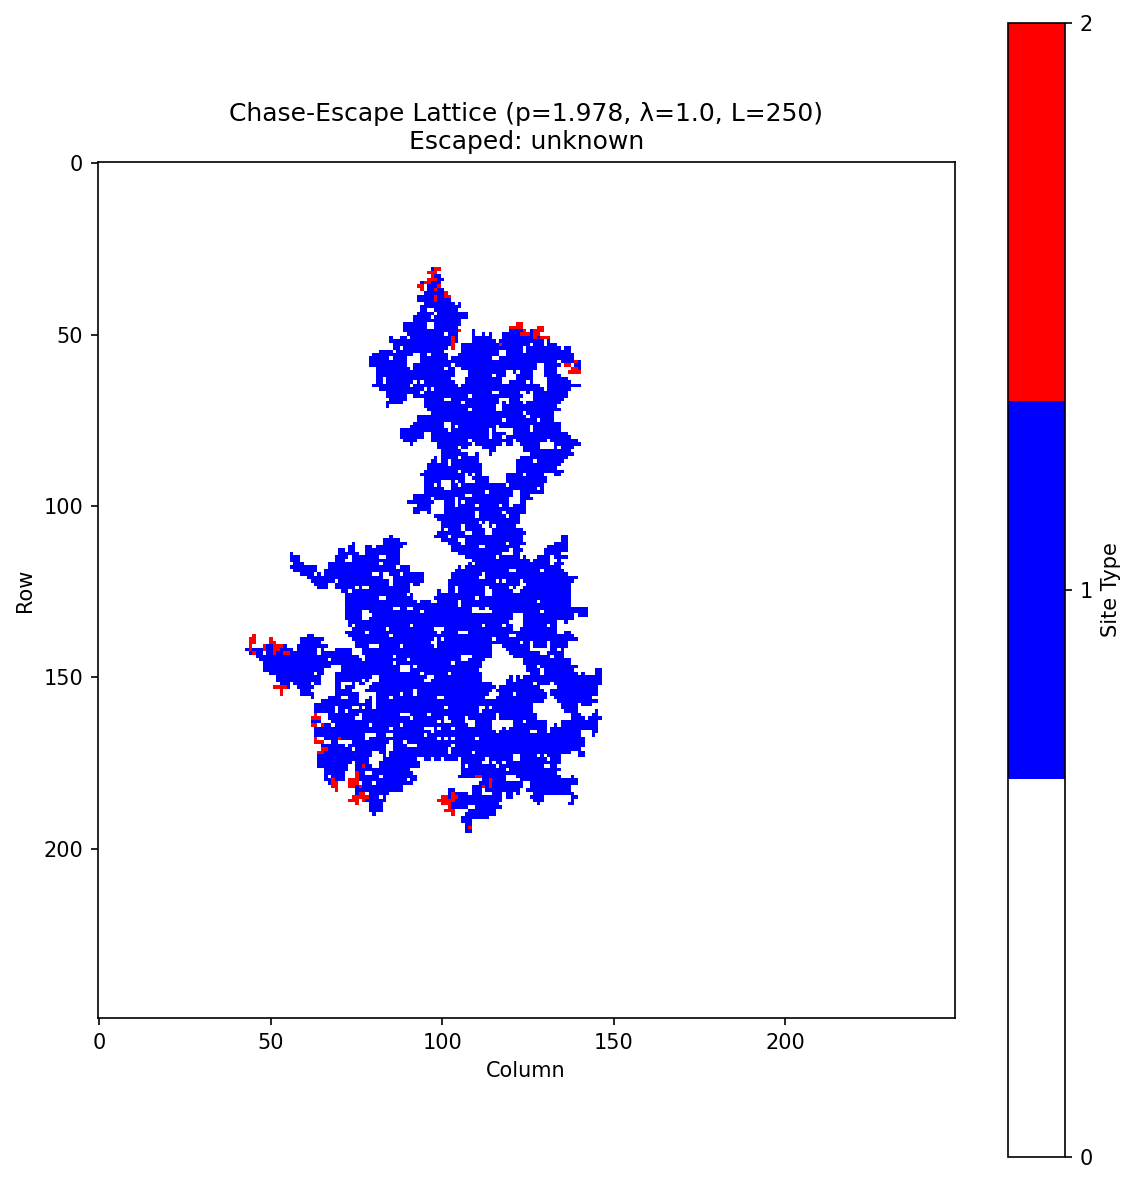 Chase-Escape Lattice (p=1.978, λ=1.0, L=250)
Escaped: unknown
0
50
100
150
200
Row
0
50
100
150
200
Column
2
1
0
Site Type